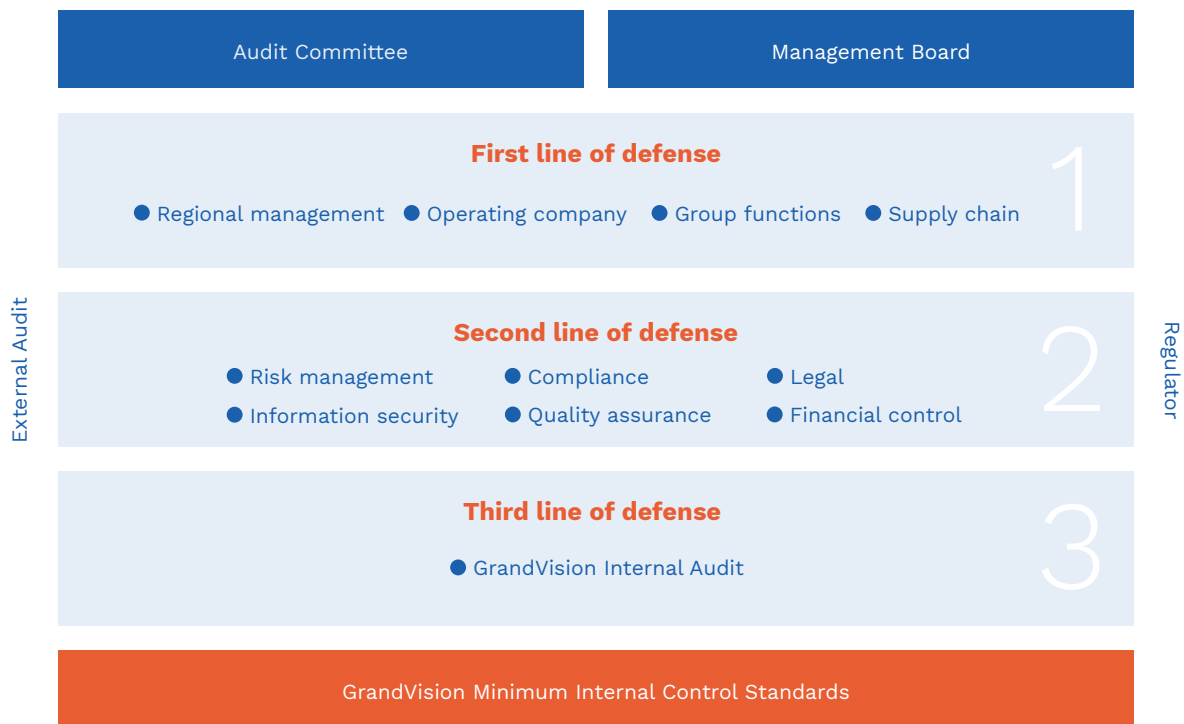 Audit Committee
Management Board
First line of defense
1
Regional management
Operating company
Group functions
Supply chain
External Audit
Second line of defense
2
Risk management
Compliance
Legal
Information security
Quality assurance
Financial control
Regulator
Third line of defense
3
GrandVision Internal Audit
GrandVision Minimum Internal Control Standards